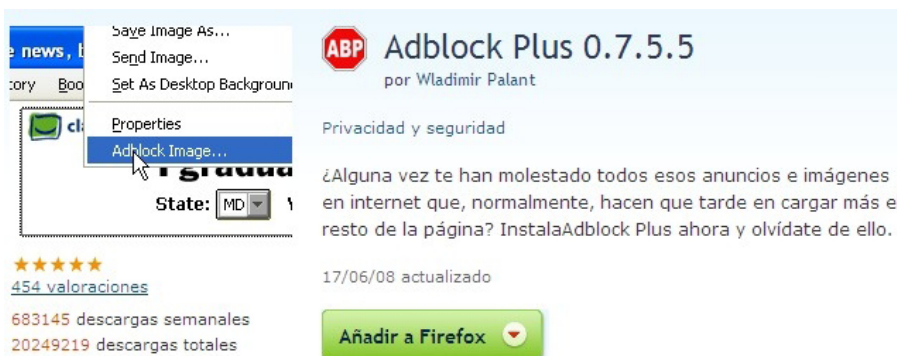 Save Image As...
e news, b
Send Image...
tory Boo
Set As Desktop Backgroun
Properties
cl
Adblock Image...
State: MD
454 valoraciones
683145 descargas semanales
20249219 descargas totales
ABP
Adblock Plus 0.7.5.5
por Wladimir Palant
Privacidad y seguridad
¿Alguna vez te han molestado todos esos anuncios e imágenes
en internet que, normalmente, hacen que tarde en cargar más e
resto de la página? InstalaAdblock Plus ahora y olvídate de ello.
17/06/08 actualizado
Añadir a Firefox